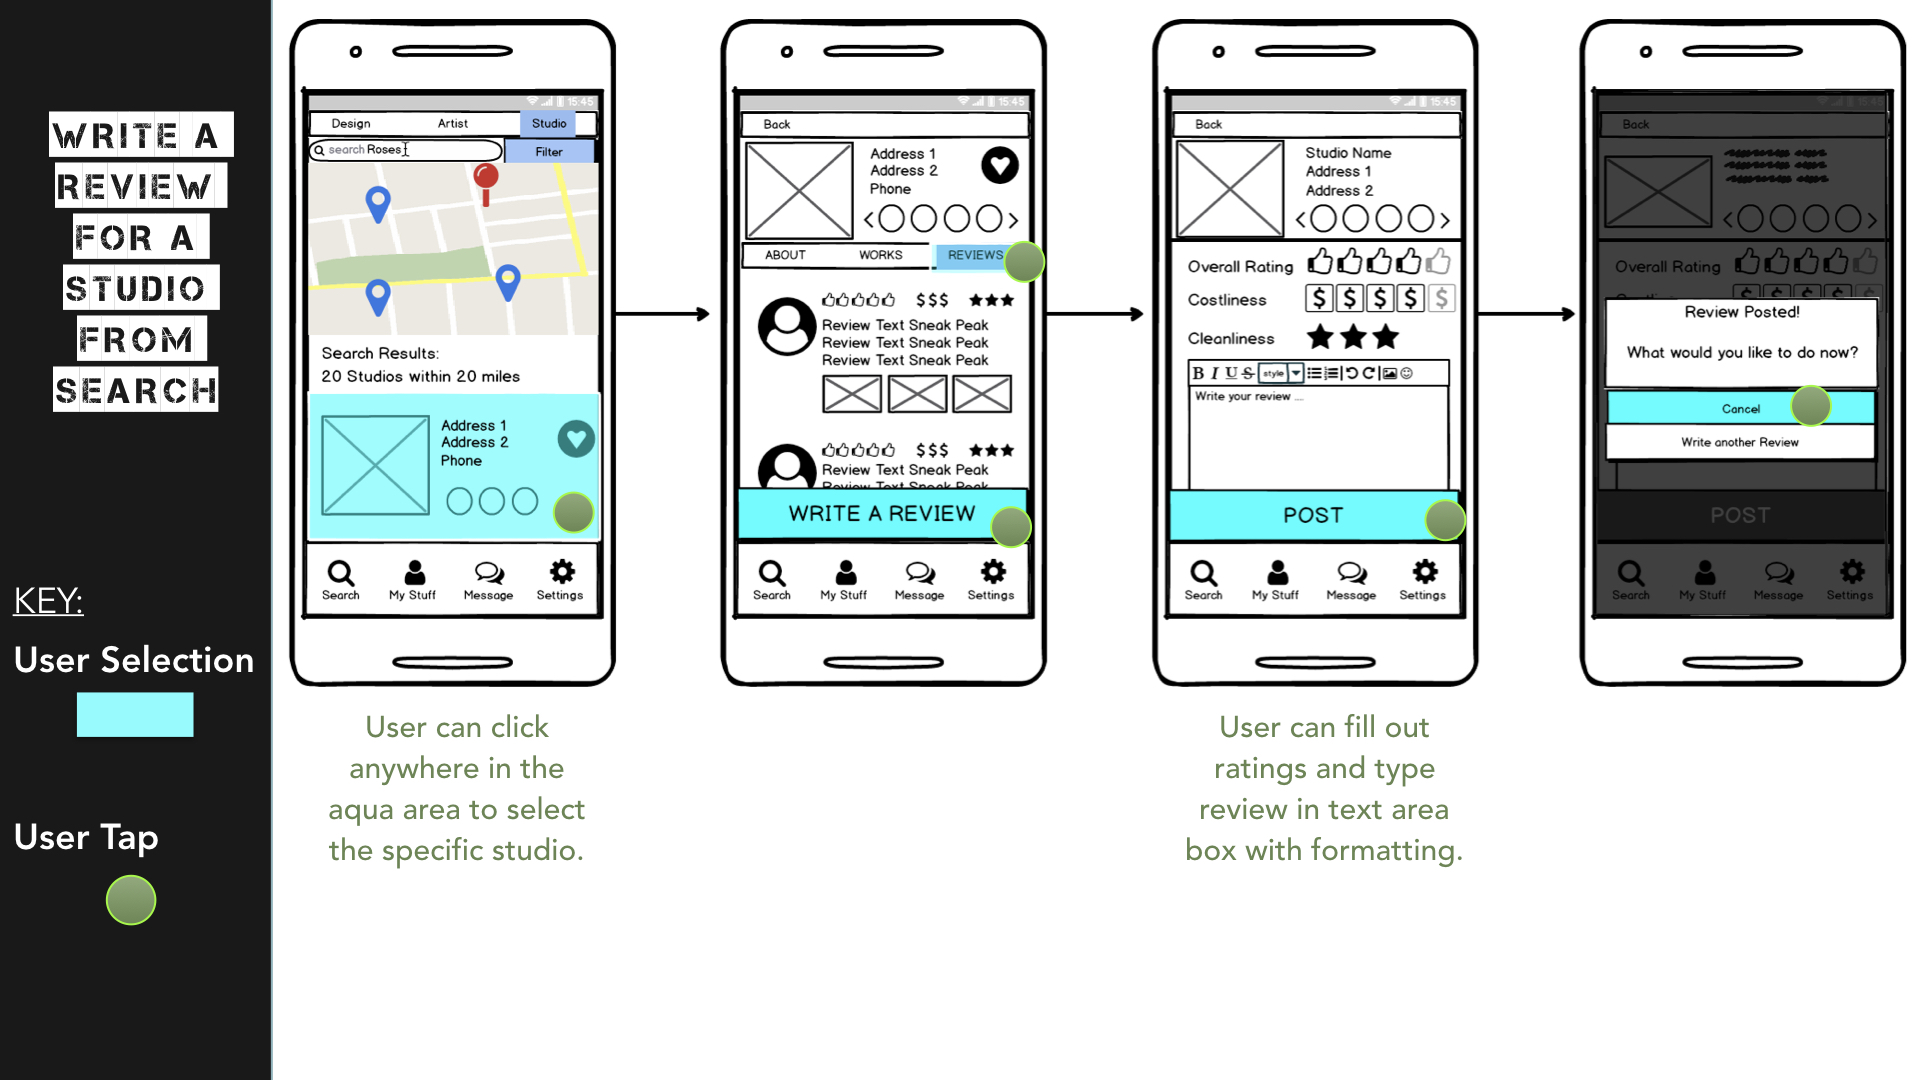 WRITE A
REVIEW
FOR A
STUDIO
FROM
SEARCH
KEY:
User Selection
User Tap
15:45
Design Artist Studio
search Roses Filter
Search Results:
20 Studios within 20 miles
Address 1
Address 2
Phone
Search My Stuff Message Settings
User can click
anywhere in the
aqua area to select
the specific studio.
15:45
Back
Address 1
Address 2
Phone
ABOUT WORKS REVIEWS
$$$
Review Text Sneak Peak
Review Text Sneak Peak
Review Text Sneak Peak
$$$
Review Text Sneak Peak
Review Text Sneak Peak
WRITE A REVIEW
Search My Stuff Message Settings
15:45
Back
Studio Name
Address 1
Address 2
Overall Rating
Costliness $ $ $ $ $
Cleanliness
B I U S style
Write your review ...
POST
Search My Stuff Message Settings
User can fill out
ratings and type
review in text area
box with formatting.
15:45
Back
Overall Rating
Review Posted!
What would you like to do now?
Cancel
Write another Review
POST
Search My Stuff Message Settings